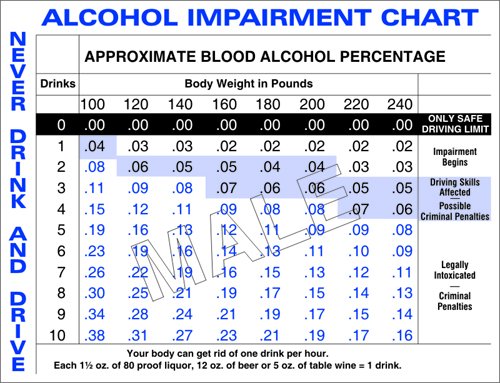 ALCOHOL IMPAIRMENT CHART
NEVER DRINK AND DRIVE
APPROXIMATE BLOOD ALCOHOL PERCENTAGE
Drinks Body Weight in Pounds
100 120 140 160 180 200 220 240
0 .00 .00 .00 .00 .00 .00 .00 .00 ONLY SAFE DRIVING LIMIT
1 .04 .03 .03 .02 .02 .02 .02 .02 Impairment
2 .08 .06 .05 .05 .04 .04 .03 .03 Begins
3 .11 .09 .08 .07 .06 .06 .05 .05 Driving Skills Affected
4 .15 .12 .11 .09 .08 .08 .07 .06 Possible Criminal Penalties
5 .19 .16 .13 .12 .11 .09 .09 .08
6 .23 .19 .16 .14 .13 .11 .10 .09
7 .26 .22 .19 .16 .15 .13 .12 .11 Legally Intoxicated
8 .30 .25 .21 .19 .17 .15 .14 .13 Criminal
9 .34 .28 .24 .21 .19 .17 .15 .14 Penalties
10 .38 .31 .27 .23 .21 .19 .17 .16
MALE
Your body can get rid of one drink per hour.
Each 1½ oz. of 80 proof liquor, 12 oz. of beer or 5 oz. of table wine = 1 drink.